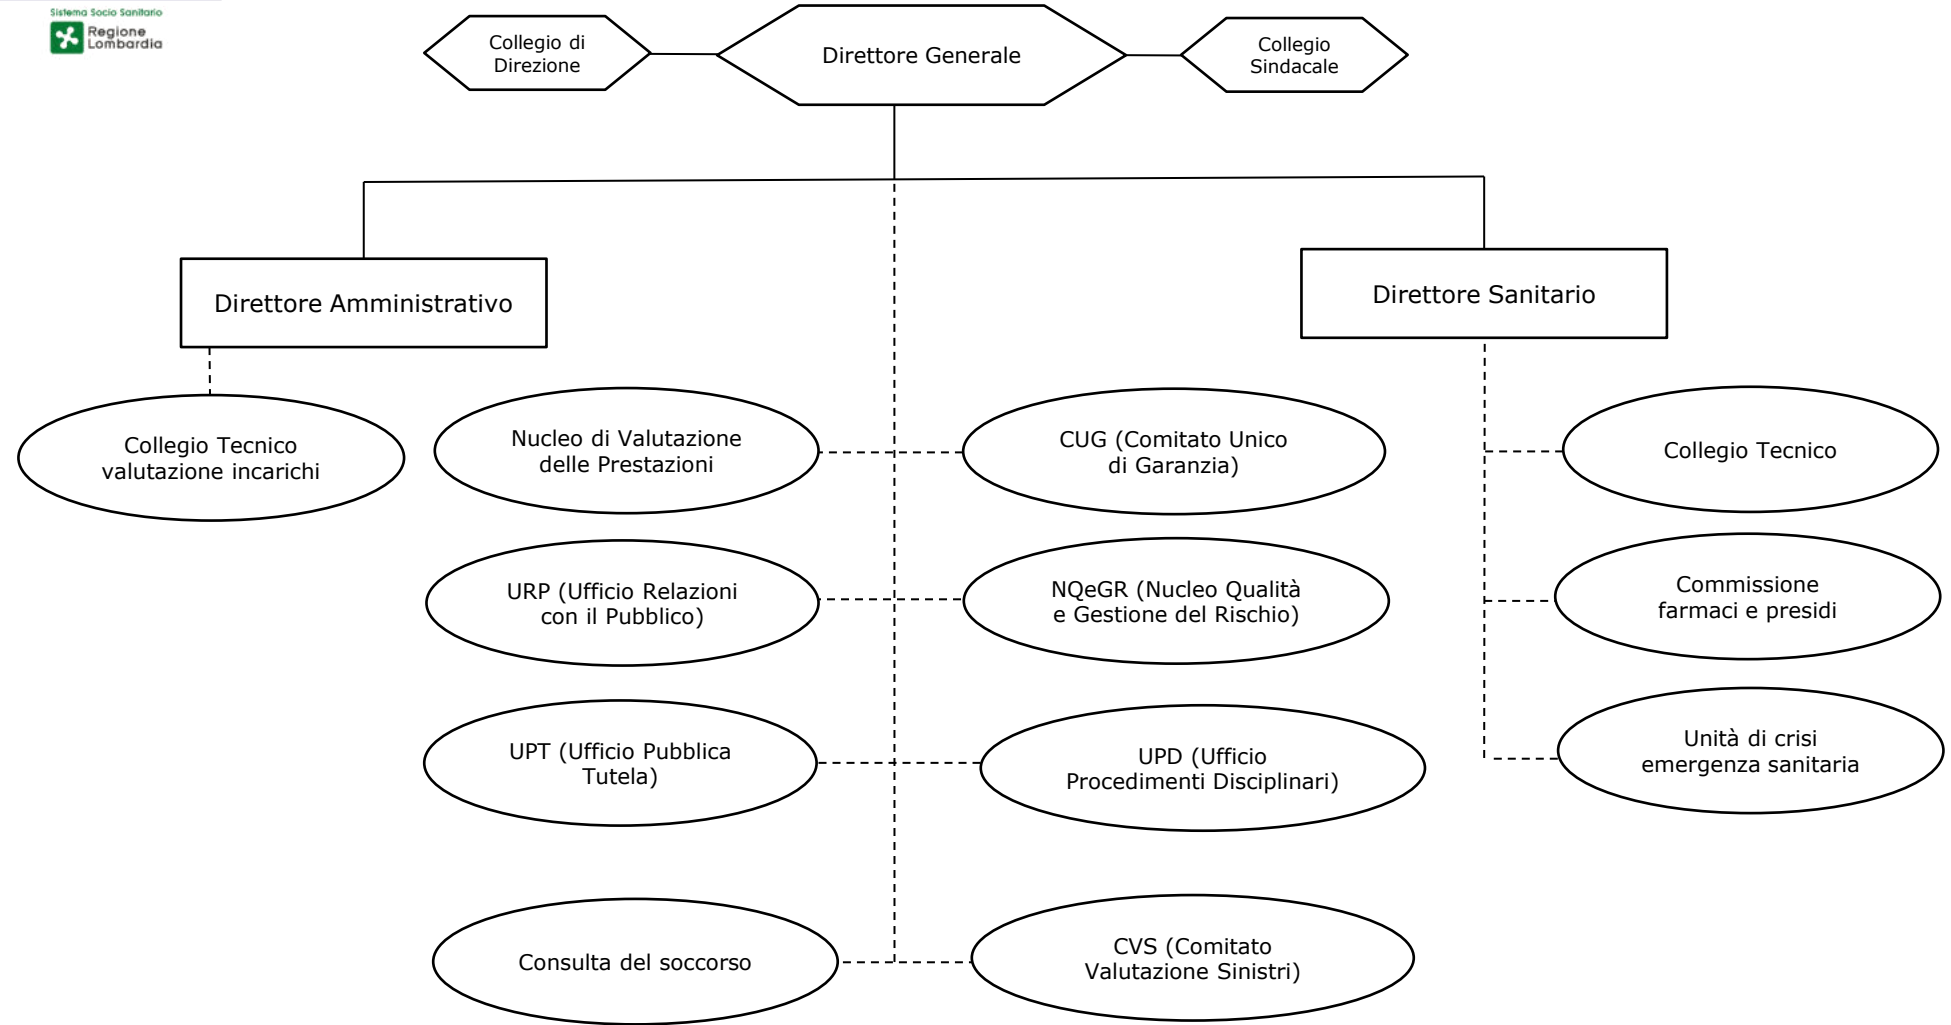 Sistema Socio Sanitario
Regione
Lombardia
Collegio di
Direzione
Direttore Generale
Collegio
Sindacale
Direttore Amministrativo
Direttore Sanitario
Collegio Tecnico
valutazione incarichi
Nucleo di Valutazione
delle Prestazioni
CUG (Comitato Unico
di Garanzia)
Collegio Tecnico
URP (Ufficio Relazioni
con il Pubblico)
NQeGR (Nucleo Qualità
e Gestione del Rischio)
Commissione
farmaci e presidi
UPT (Ufficio Pubblica
Tutela)
UPD (Ufficio
Procedimenti Disciplinari)
Unità di crisi
emergenza sanitaria
Consulta del soccorso
CVS (Comitato
Valutazione Sinistri)